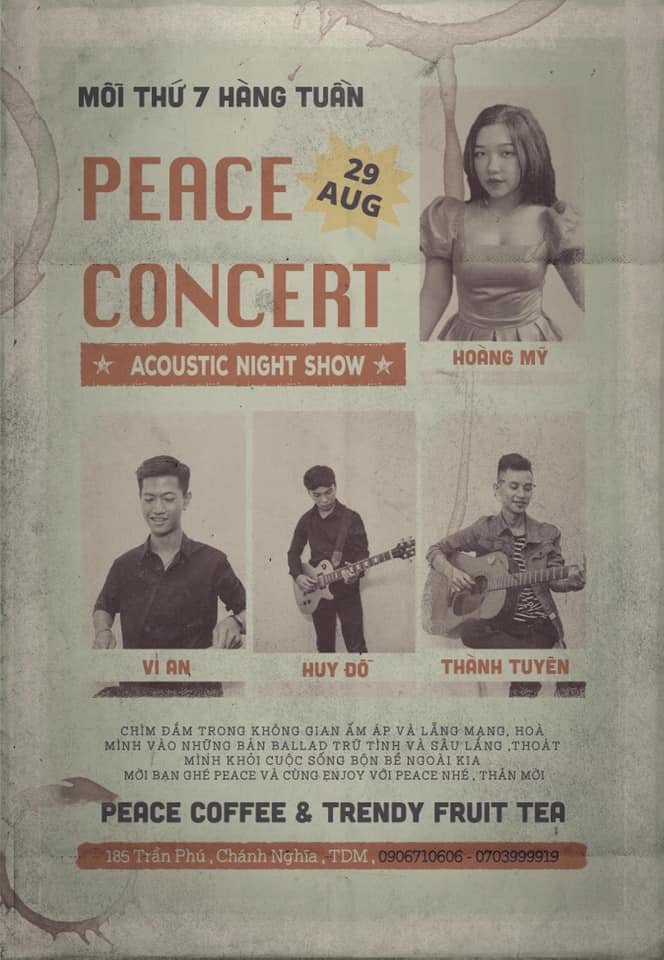 MỖI THỨ 7 HÀNG TUẦN
PEACE
29
AUG
CONCERT
ACOUSTIC NIGHT SHOW
HOÀNG MỸ
VÌ AN
HUY ĐỖ
THÀNH TUYÊN
CHÌM ĐẮM TRONG KHÔNG GIAN ẤM ÁP VÀ LÃNG MẠNG, HOÀ
MÌNH VÀO NHỮNG BẢN BALLAD TRỮ TÌNH VÀ SÂU LẮNG ,THOÁT
MÌNH KHỎI CUỘC SỐNG BỘN BỀ NGOÀI KIA
MỜI BẠN GHÉ PEACE VÀ CÙNG ENJOY VỚI PEACE NHÉ , THÂN MỜI
PEACE COFFEE & TRENDY FRUIT TEA
185 Trần Phú , Chánh Nghĩa , TDM , 0906710606 - 0703999919